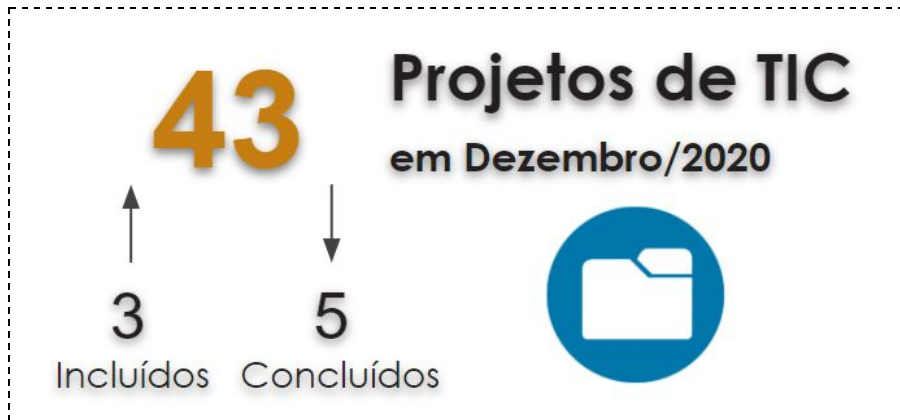 43
Projetos de TIC
em Dezembro/2020
3
Incluídos
5
Concluídos